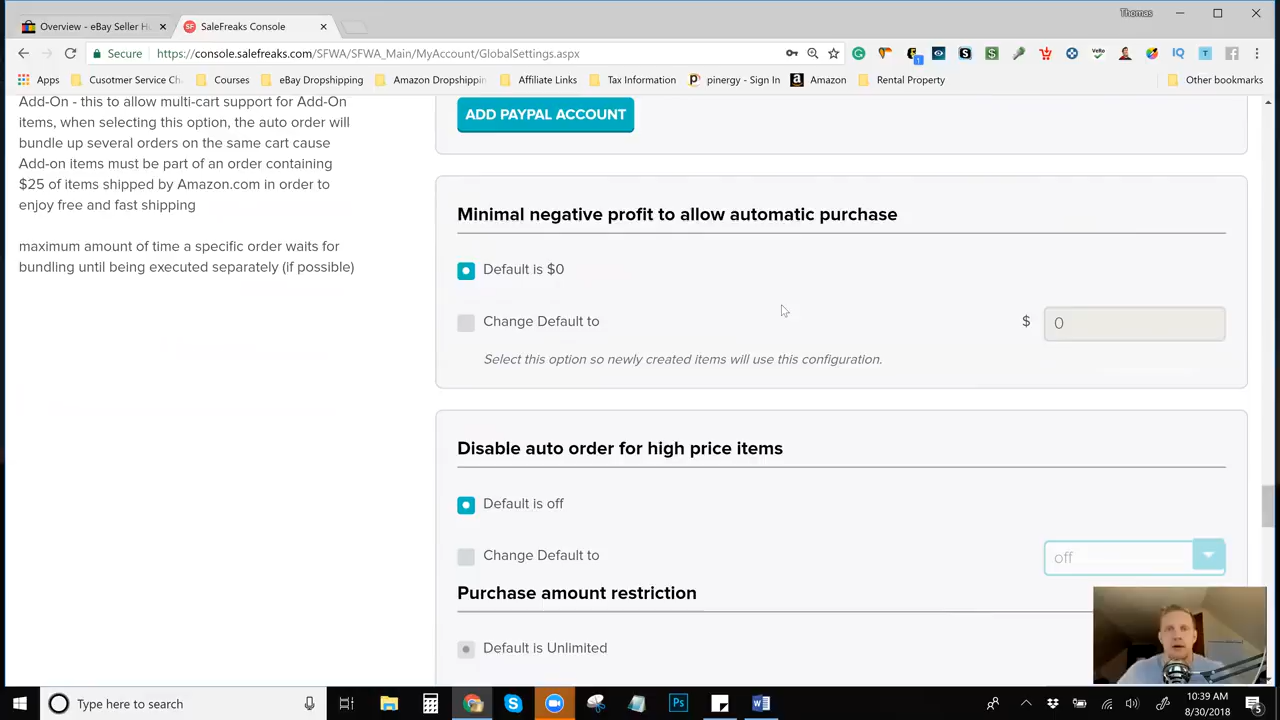 Overview - eBay Seller Hu
SaleFreaks Console
Thomas
Secure
https://console.salefreaks.com/SFWA/SFWA_Main/MyAccount/GlobalSettings.aspx
Apps
Cusotmer Service Ch
Courses
eBay Dropshipping
Amazon Dropshippin
Affiliate Links
Tax Information
pinergy - Sign In
Amazon
Rental Property
Other bookmarks
Add-On - this to allow multi-cart support for Add-On
items, when selecting this option, the auto order will
bundle up several orders on the same cart cause
Add-on items must be part of an order containing
$25 of items shipped by Amazon.com in order to
enjoy free and fast shipping
maximum amount of time a specific order waits for
bundling until being executed separately (if possible)
ADD PAYPAL ACCOUNT
Minimal negative profit to allow automatic purchase
Default is $0
Change Default to
$
0
Select this option so newly created items will use this configuration.
Disable auto order for high price items
Default is off
Change Default to
off
Purchase amount restriction
Default is Unlimited
Type here to search
10:39 AM
8/30/2018